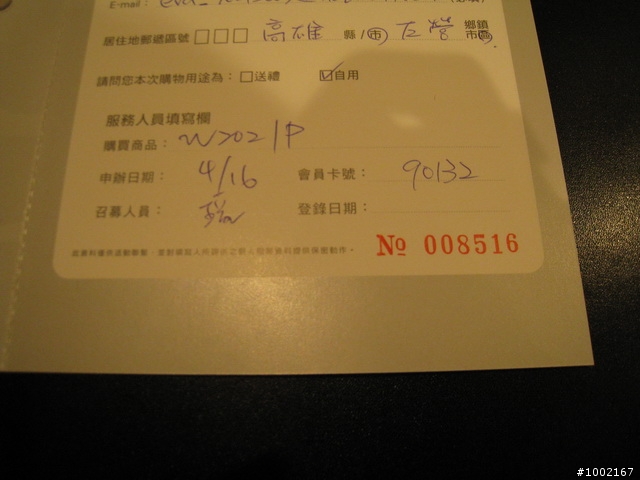 E-mail:
居住地郵遞區號□□□ 高雄 縣/市 左營 鄉鎮市區
請問您本次購物用途為：□送禮 ☑自用
服務人員填寫欄
購買商品： W2021P
申辦日期： 4/16 會員卡號： 90132
召募人員： 登錄日期：
№ 008516
#1002167